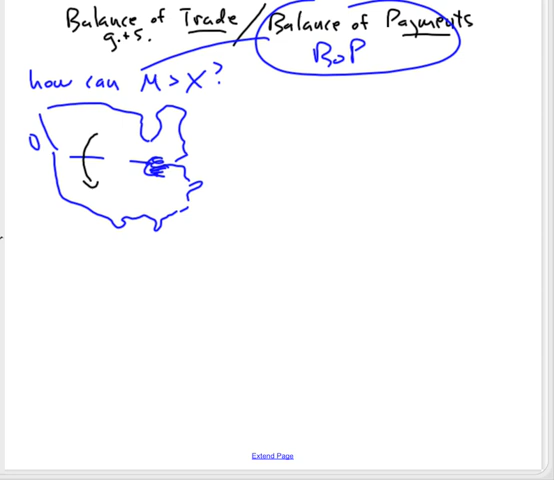 Balance of Trade / Balance of Payments
g.+s. BoP
how can M > X?
Extend Page